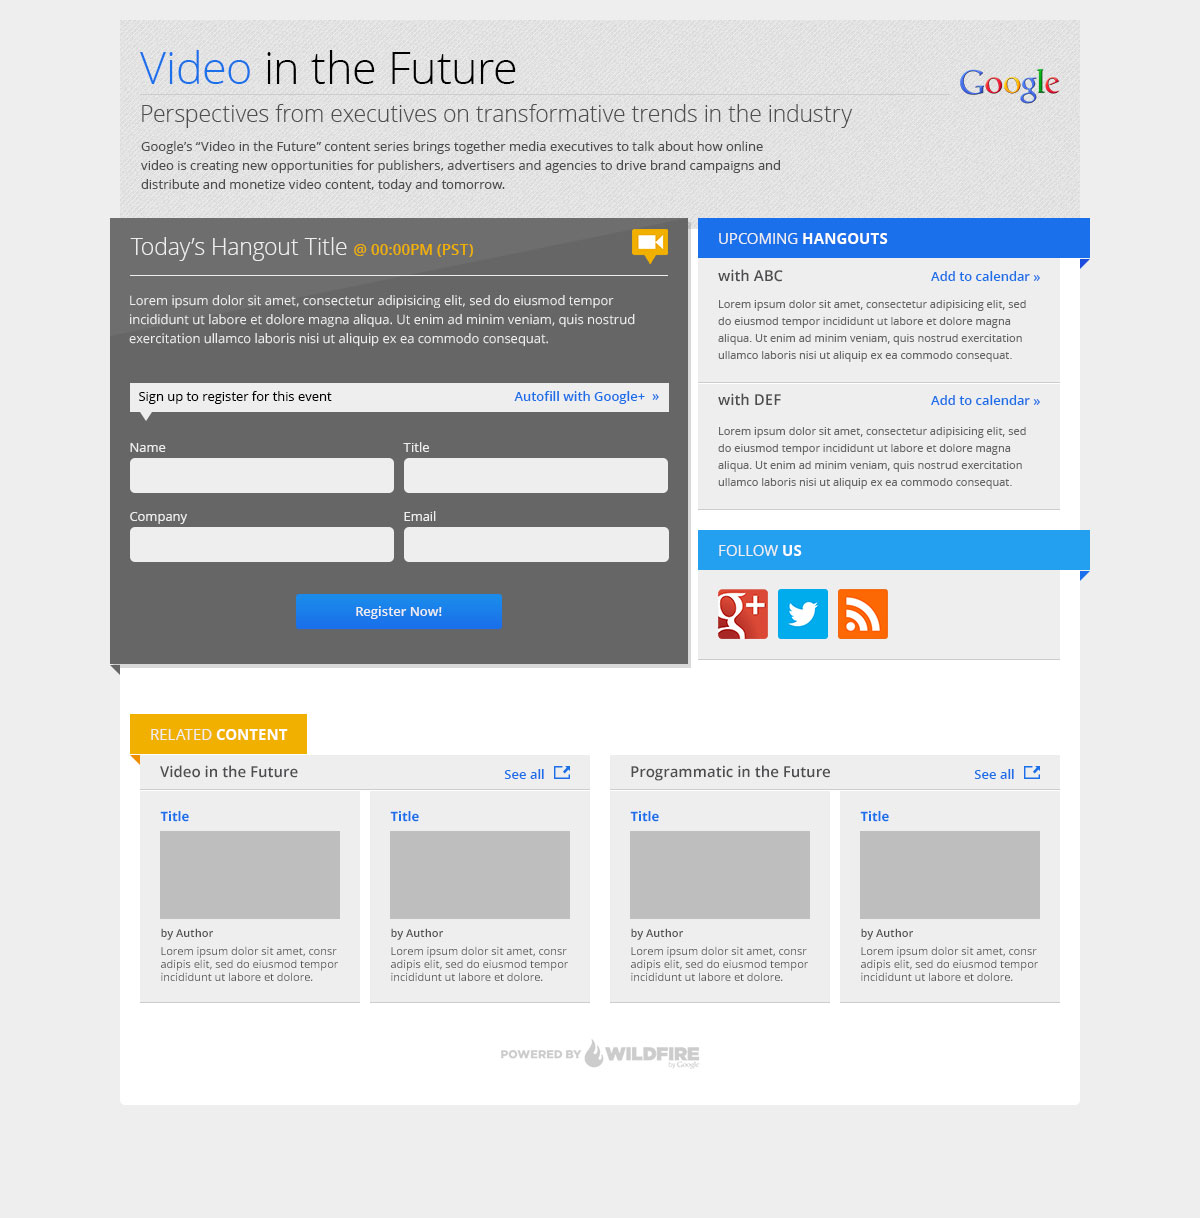 Video in the Future
Google
Perspectives from executives on transformative trends in the industry
Google's “Video in the Future” content series brings together media executives to talk about how online
video is creating new opportunities for publishers, advertisers and agencies to drive brand campaigns and
distribute and monetize video content, today and tomorrow.
Today's Hangout Title @ 00:00PM (PST)
Lorem ipsum dolor sit amet, consectetur adipisicing elit, sed do eiusmod tempor
incididunt ut labore et dolore magna aliqua. Ut enim ad minim veniam, quis nostrud
exercitation ullamco laboris nisi ut aliquip ex ea commodo consequat.
Sign up to register for this event
Autofill with Google+ »
Name
Title
Company
Email
Register Now!
UPCOMING HANGOUTS
with ABC
Add to calendar »
Lorem ipsum dolor sit amet, consectetur adipisicing elit, sed
do eiusmod tempor incididunt ut labore et dolore magna
aliqua. Ut enim ad minim veniam, quis nostrud exercitation
ullamco laboris nisi ut aliquip ex ea commodo consequat.
with DEF
Add to calendar »
Lorem ipsum dolor sit amet, consectetur adipisicing elit, sed
do eiusmod tempor incididunt ut labore et dolore magna
aliqua. Ut enim ad minim veniam, quis nostrud exercitation
ullamco laboris nisi ut aliquip ex ea commodo consequat.
FOLLOW US
g+
RELATED CONTENT
Video in the Future
See all
Title
by Author
Lorem ipsum dolor sit amet, consr
adipis elit, sed do eiusmod tempor
incididunt ut labore et dolore.
Title
by Author
Lorem ipsum dolor sit amet, consr
adipis elit, sed do eiusmod tempor
incididunt ut labore et dolore.
Programmatic in the Future
See all
Title
by Author
Lorem ipsum dolor sit amet, consr
adipis elit, sed do eiusmod tempor
incididunt ut labore et dolore.
Title
by Author
Lorem ipsum dolor sit amet, consr
adipis elit, sed do eiusmod tempor
incididunt ut labore et dolore.
POWERED BY WILDFIRE
by Google